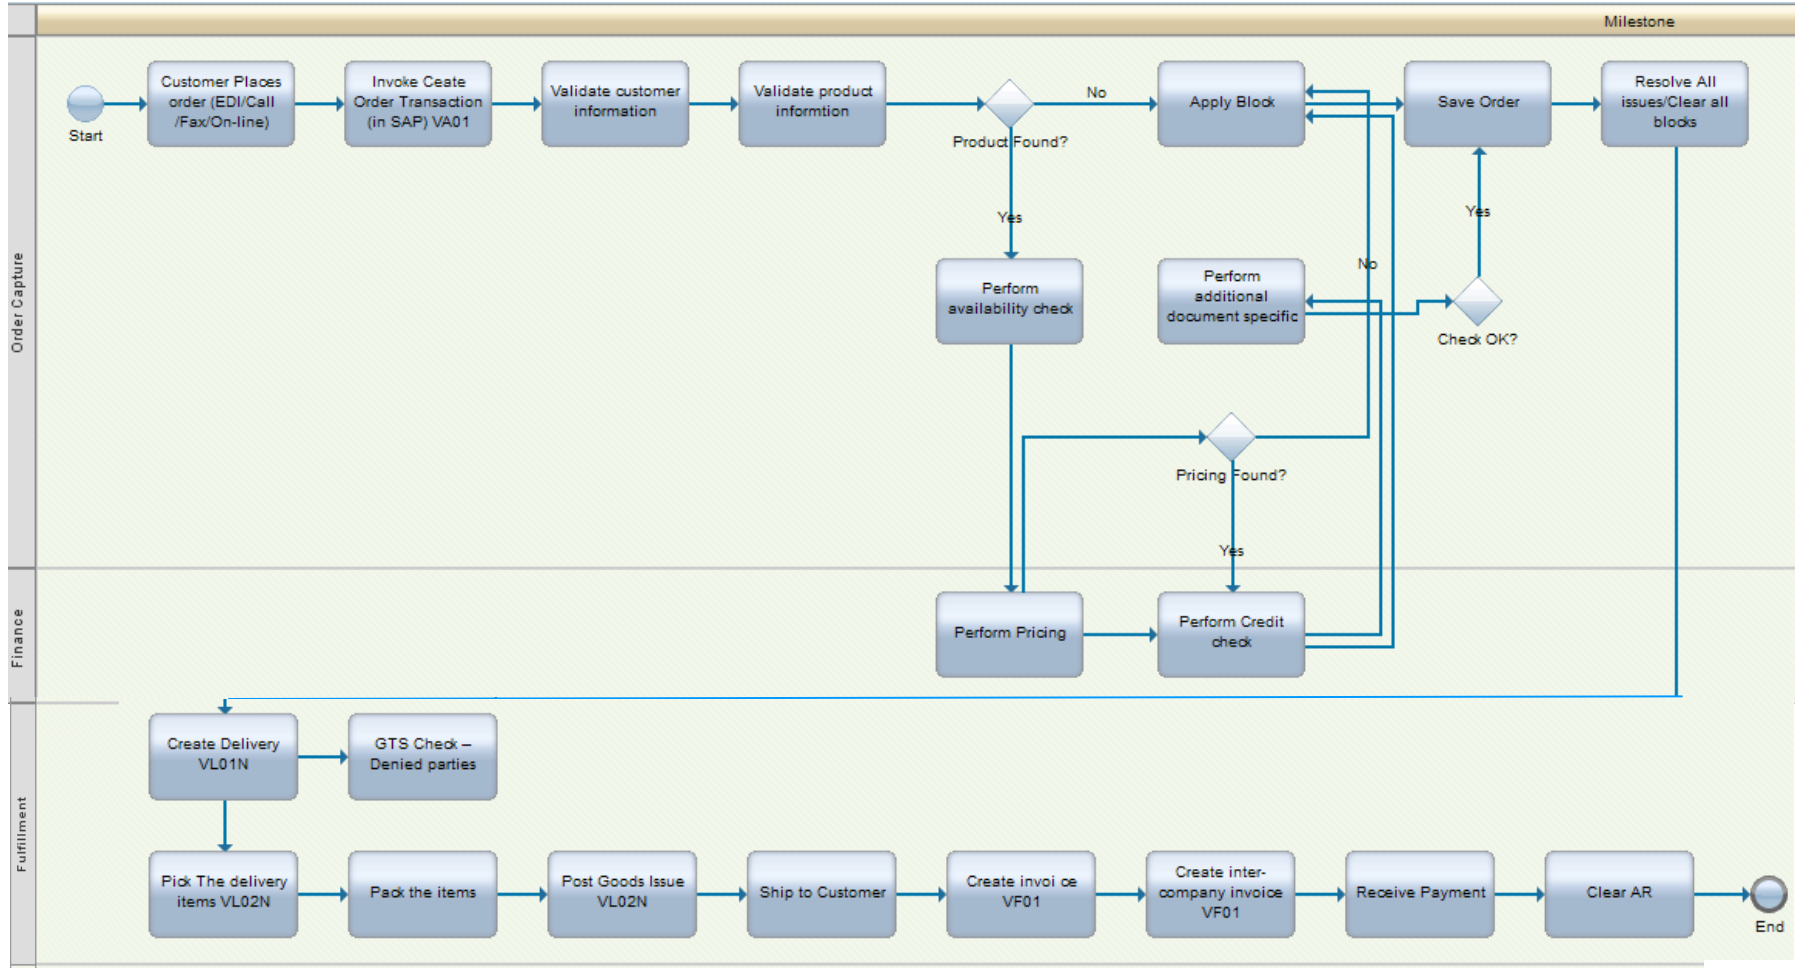 Milestone
Order Capture
Start
Customer Places
order (EDI/Call
/Fax/On-line)
Invoke Ceate
Order Transaction
(in SAP) VA01
Validate customer
information
Validate product
informtion
Product Found?
No
Yes
Apply Block
Save Order
Resolve All
issues/Clear all
blocks
Perform
availability check
Perform
additional
document specific
No
Yes
Check OK?
Pricing Found?
Yes
Finance
Perform Pricing
Perform Credit
check
Fulfillment
Create Delivery
VL01N
GTS Check –
Denied parties
Pick The delivery
items VL02N
Pack the items
Post Goods Issue
VL02N
Ship to Customer
Create invoi ce
VF01
Create inter-
company invoice
VF01
Receive Payment
Clear AR
End